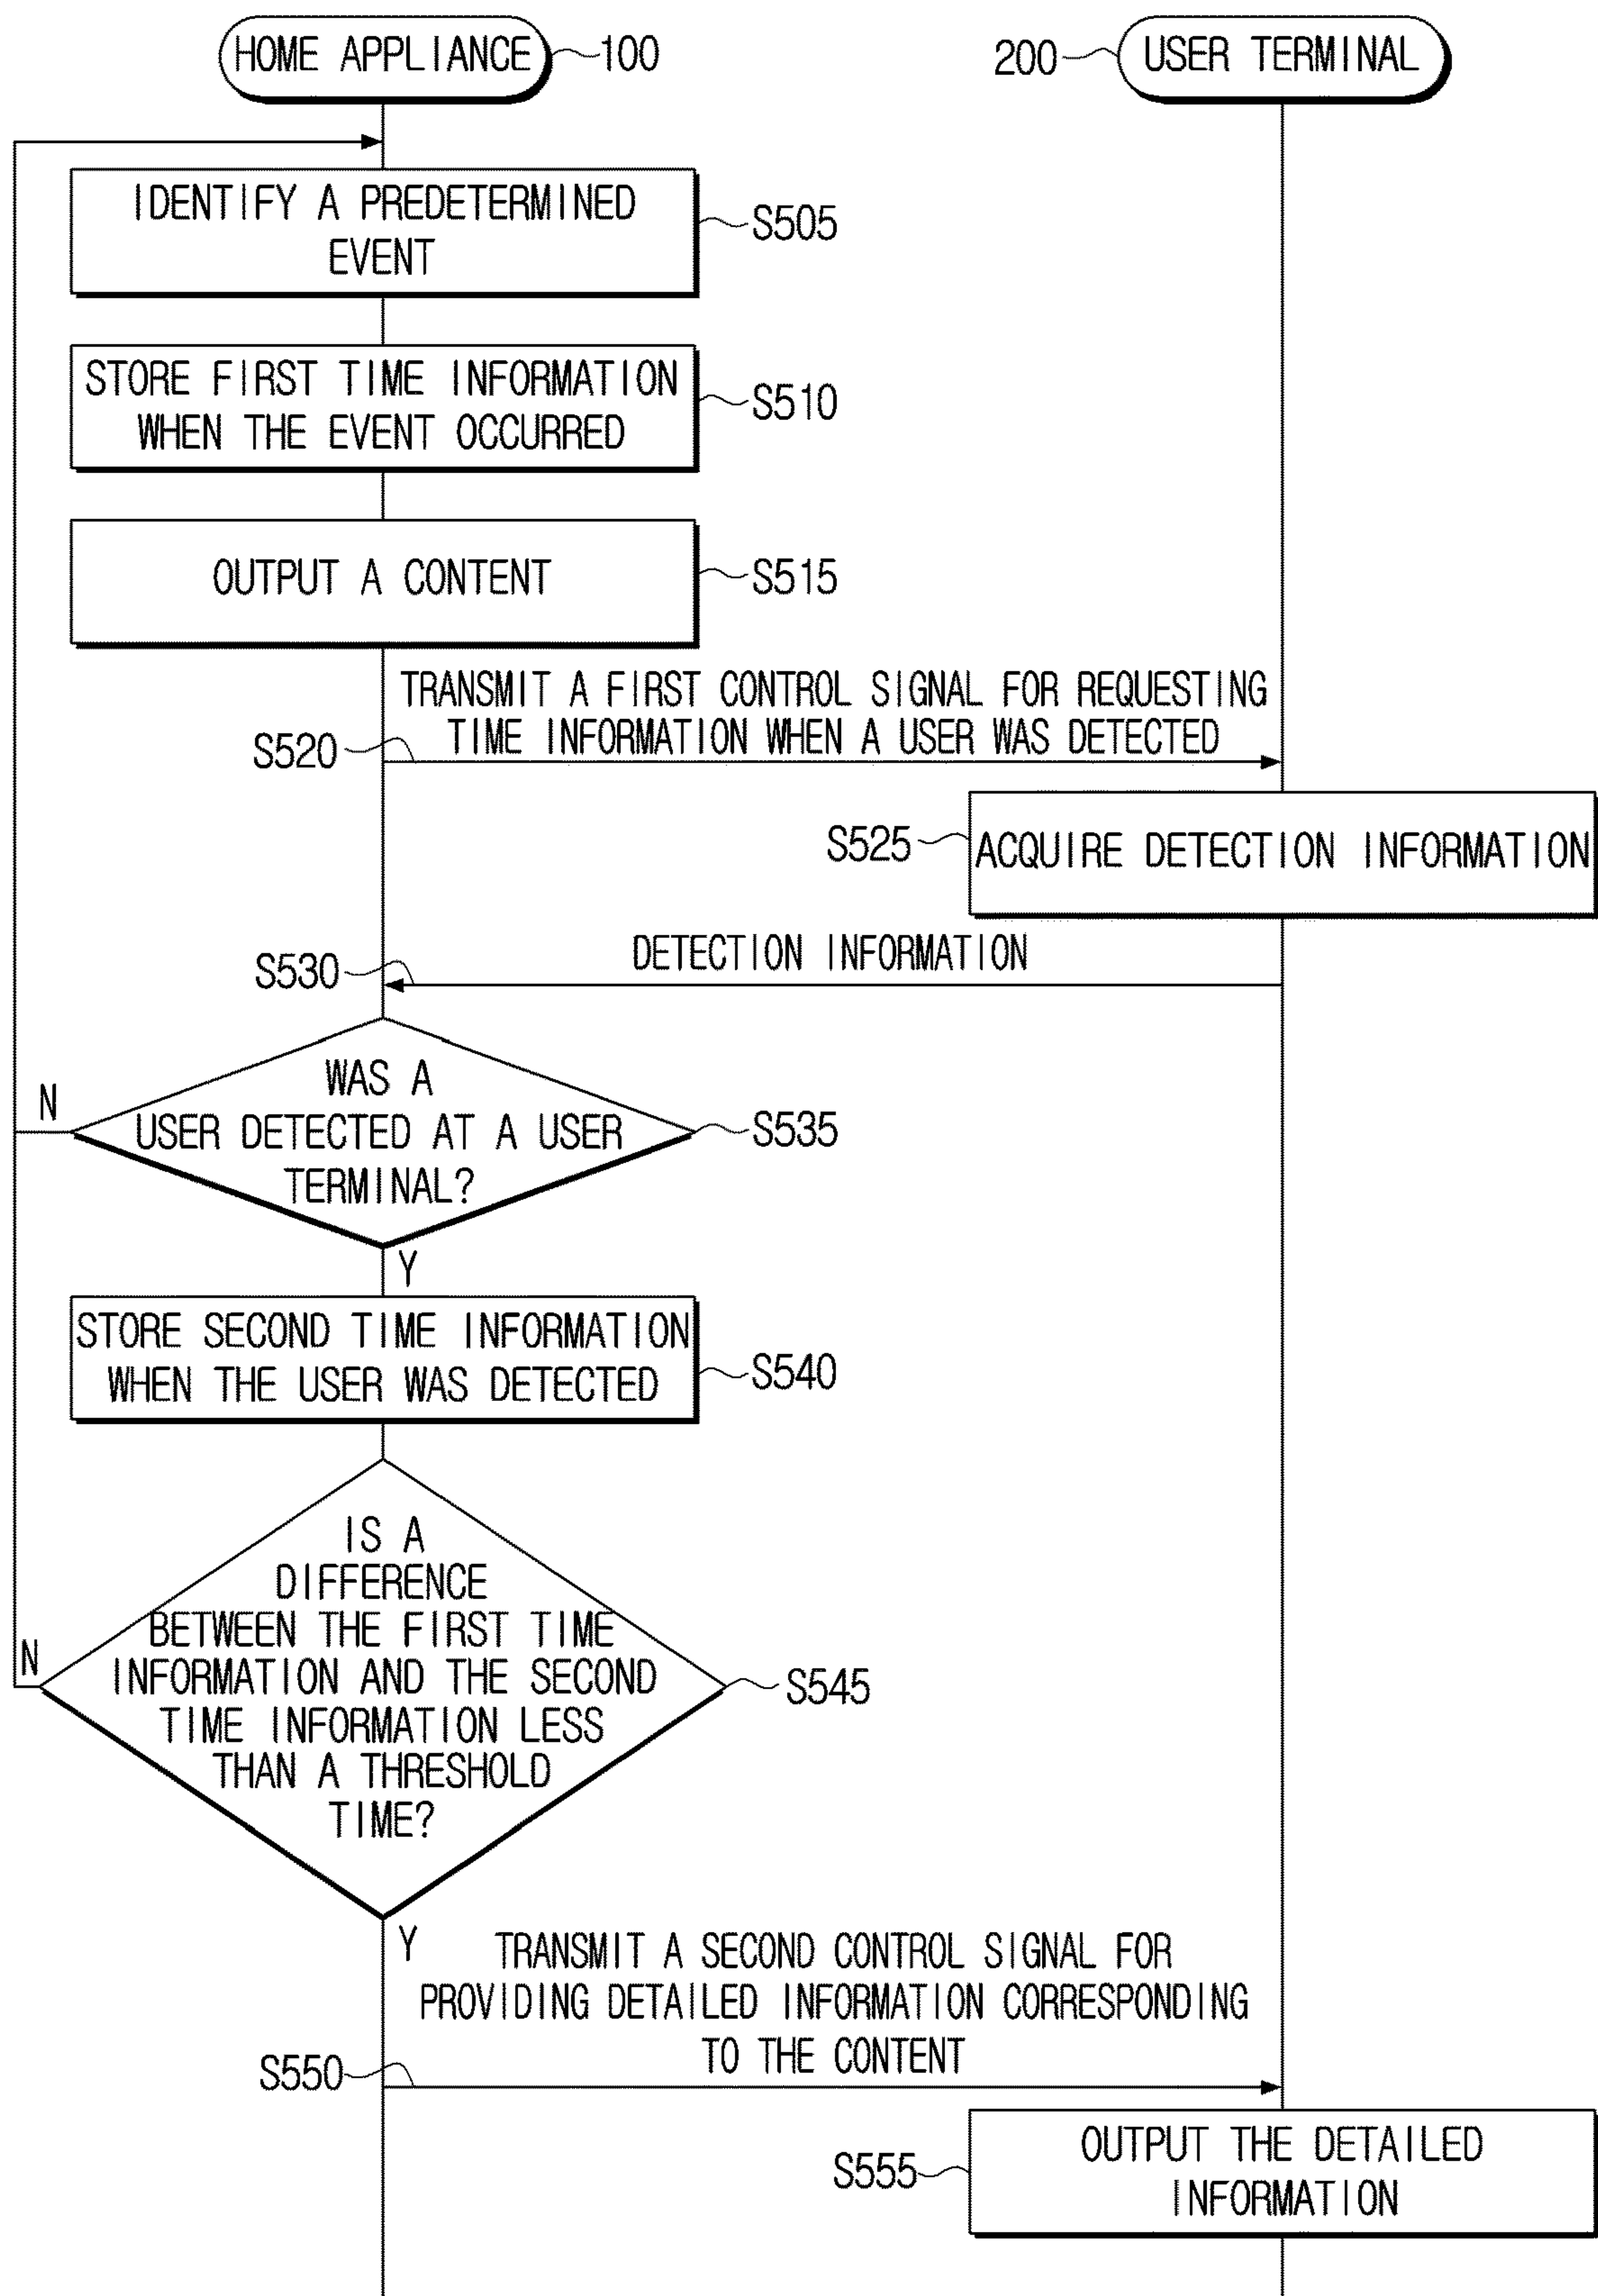 HOME APPLIANCE
100
200
USER TERMINAL
IDENTIFY A PREDETERMINED
EVENT
S505
STORE FIRST TIME INFORMATION
WHEN THE EVENT OCCURRED
S510
OUTPUT A CONTENT
S515
TRANSMIT A FIRST CONTROL SIGNAL FOR REQUESTING
TIME INFORMATION WHEN A USER WAS DETECTED
S520
S525
ACQUIRE DETECTION INFORMATION
DETECTION INFORMATION
S530
WAS A
USER DETECTED AT A USER
TERMINAL?
N
S535
Y
STORE SECOND TIME INFORMATION
WHEN THE USER WAS DETECTED
S540
IS A
DIFFERENCE
BETWEEN THE FIRST TIME
INFORMATION AND THE SECOND
TIME INFORMATION LESS
THAN A THRESHOLD
TIME?
N
S545
Y
TRANSMIT A SECOND CONTROL SIGNAL FOR
PROVIDING DETAILED INFORMATION CORRESPONDING
TO THE CONTENT
S550
S555
OUTPUT THE DETAILED
INFORMATION